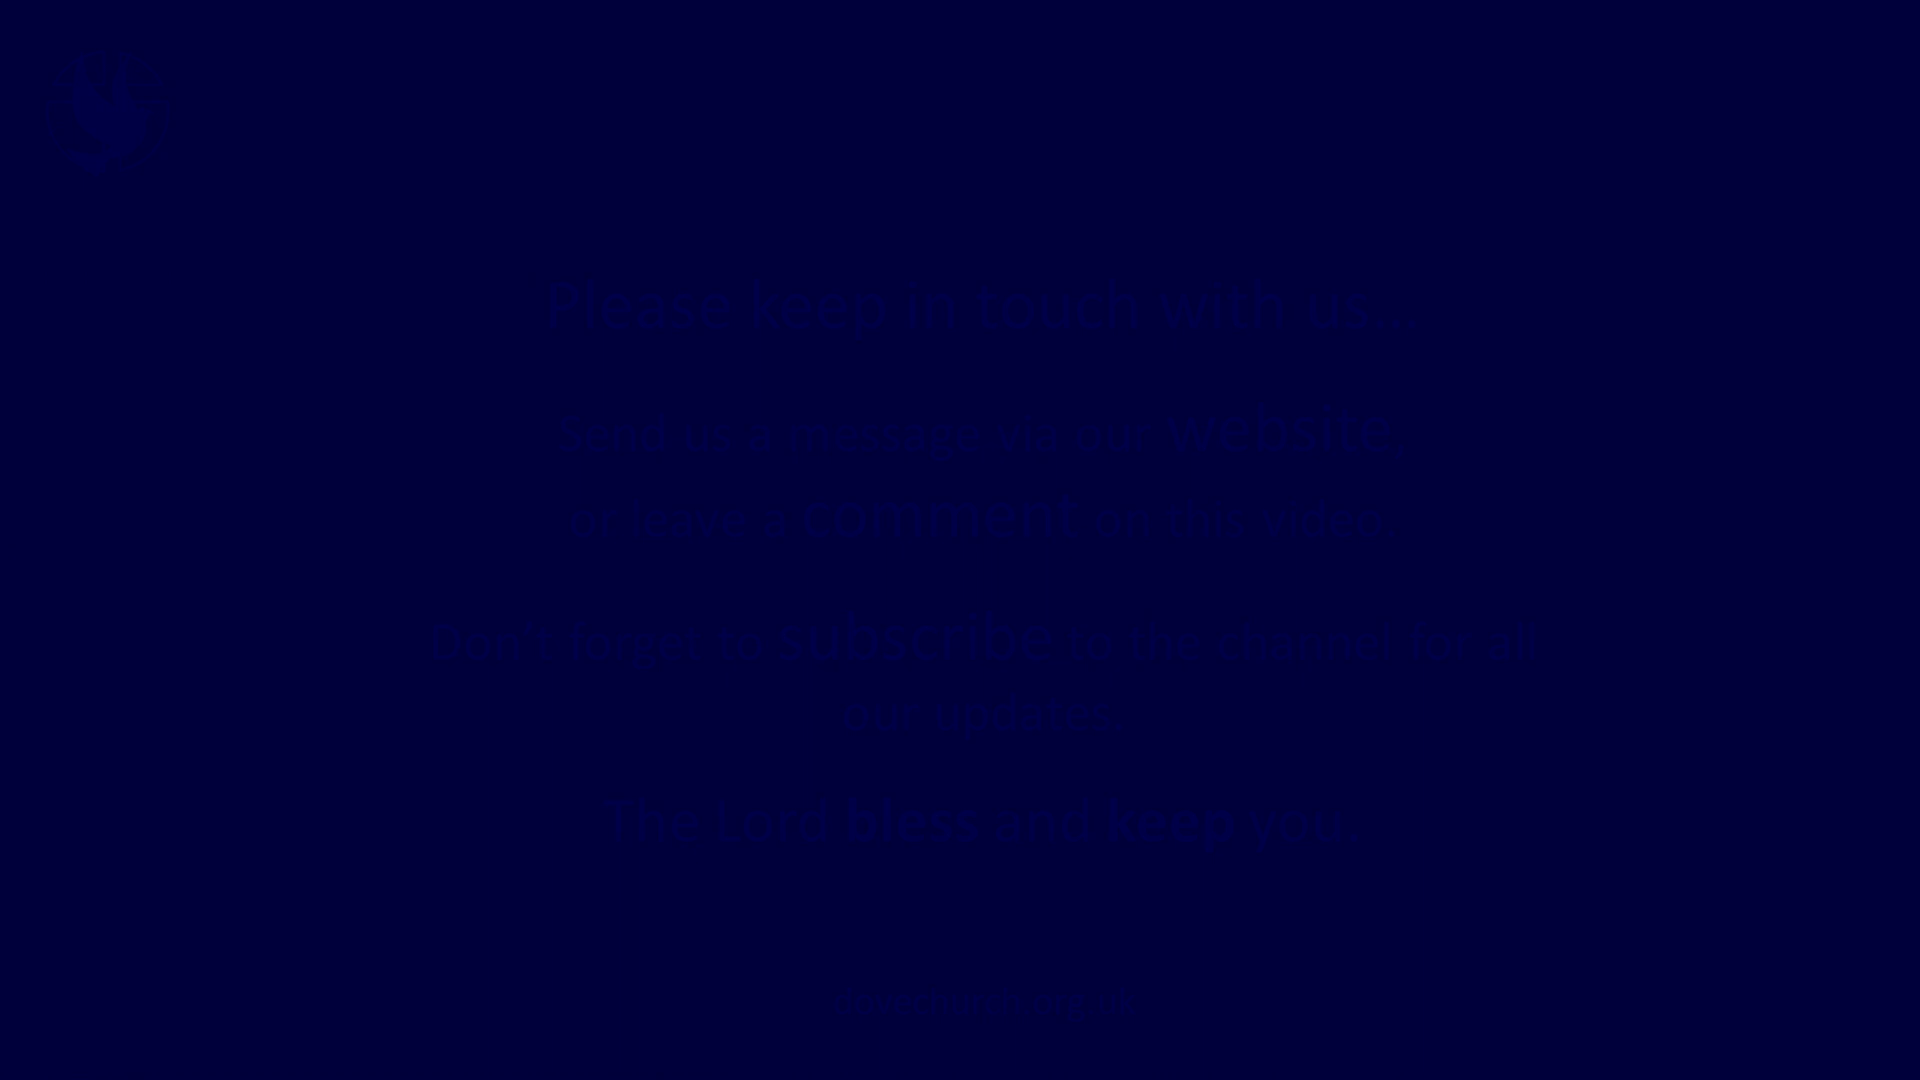 Please keep in touch with us...
Send us a message via our website,
or leave a comment on this video.
Don't forget to subscribe to the channel for all
our updates.
The Lord bless and keep you.